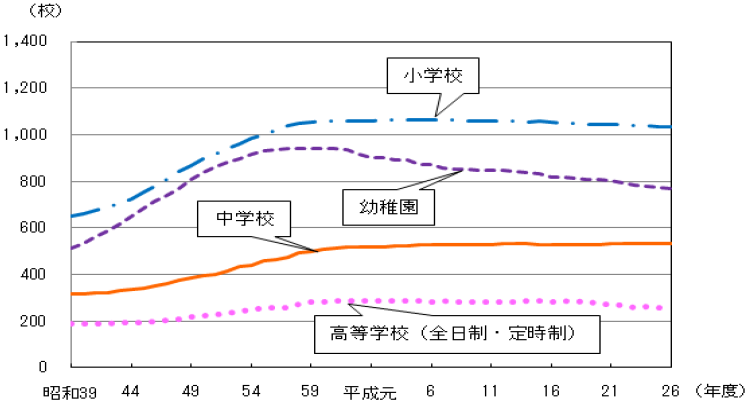 （校）
1,400
1,200
1,000
800
600
400
200
0
小学校
幼稚園
中学校
高等学校（全日制・定時制）
昭和39 44 49 54 59 平成元 6 11 16 21 26 （年度）